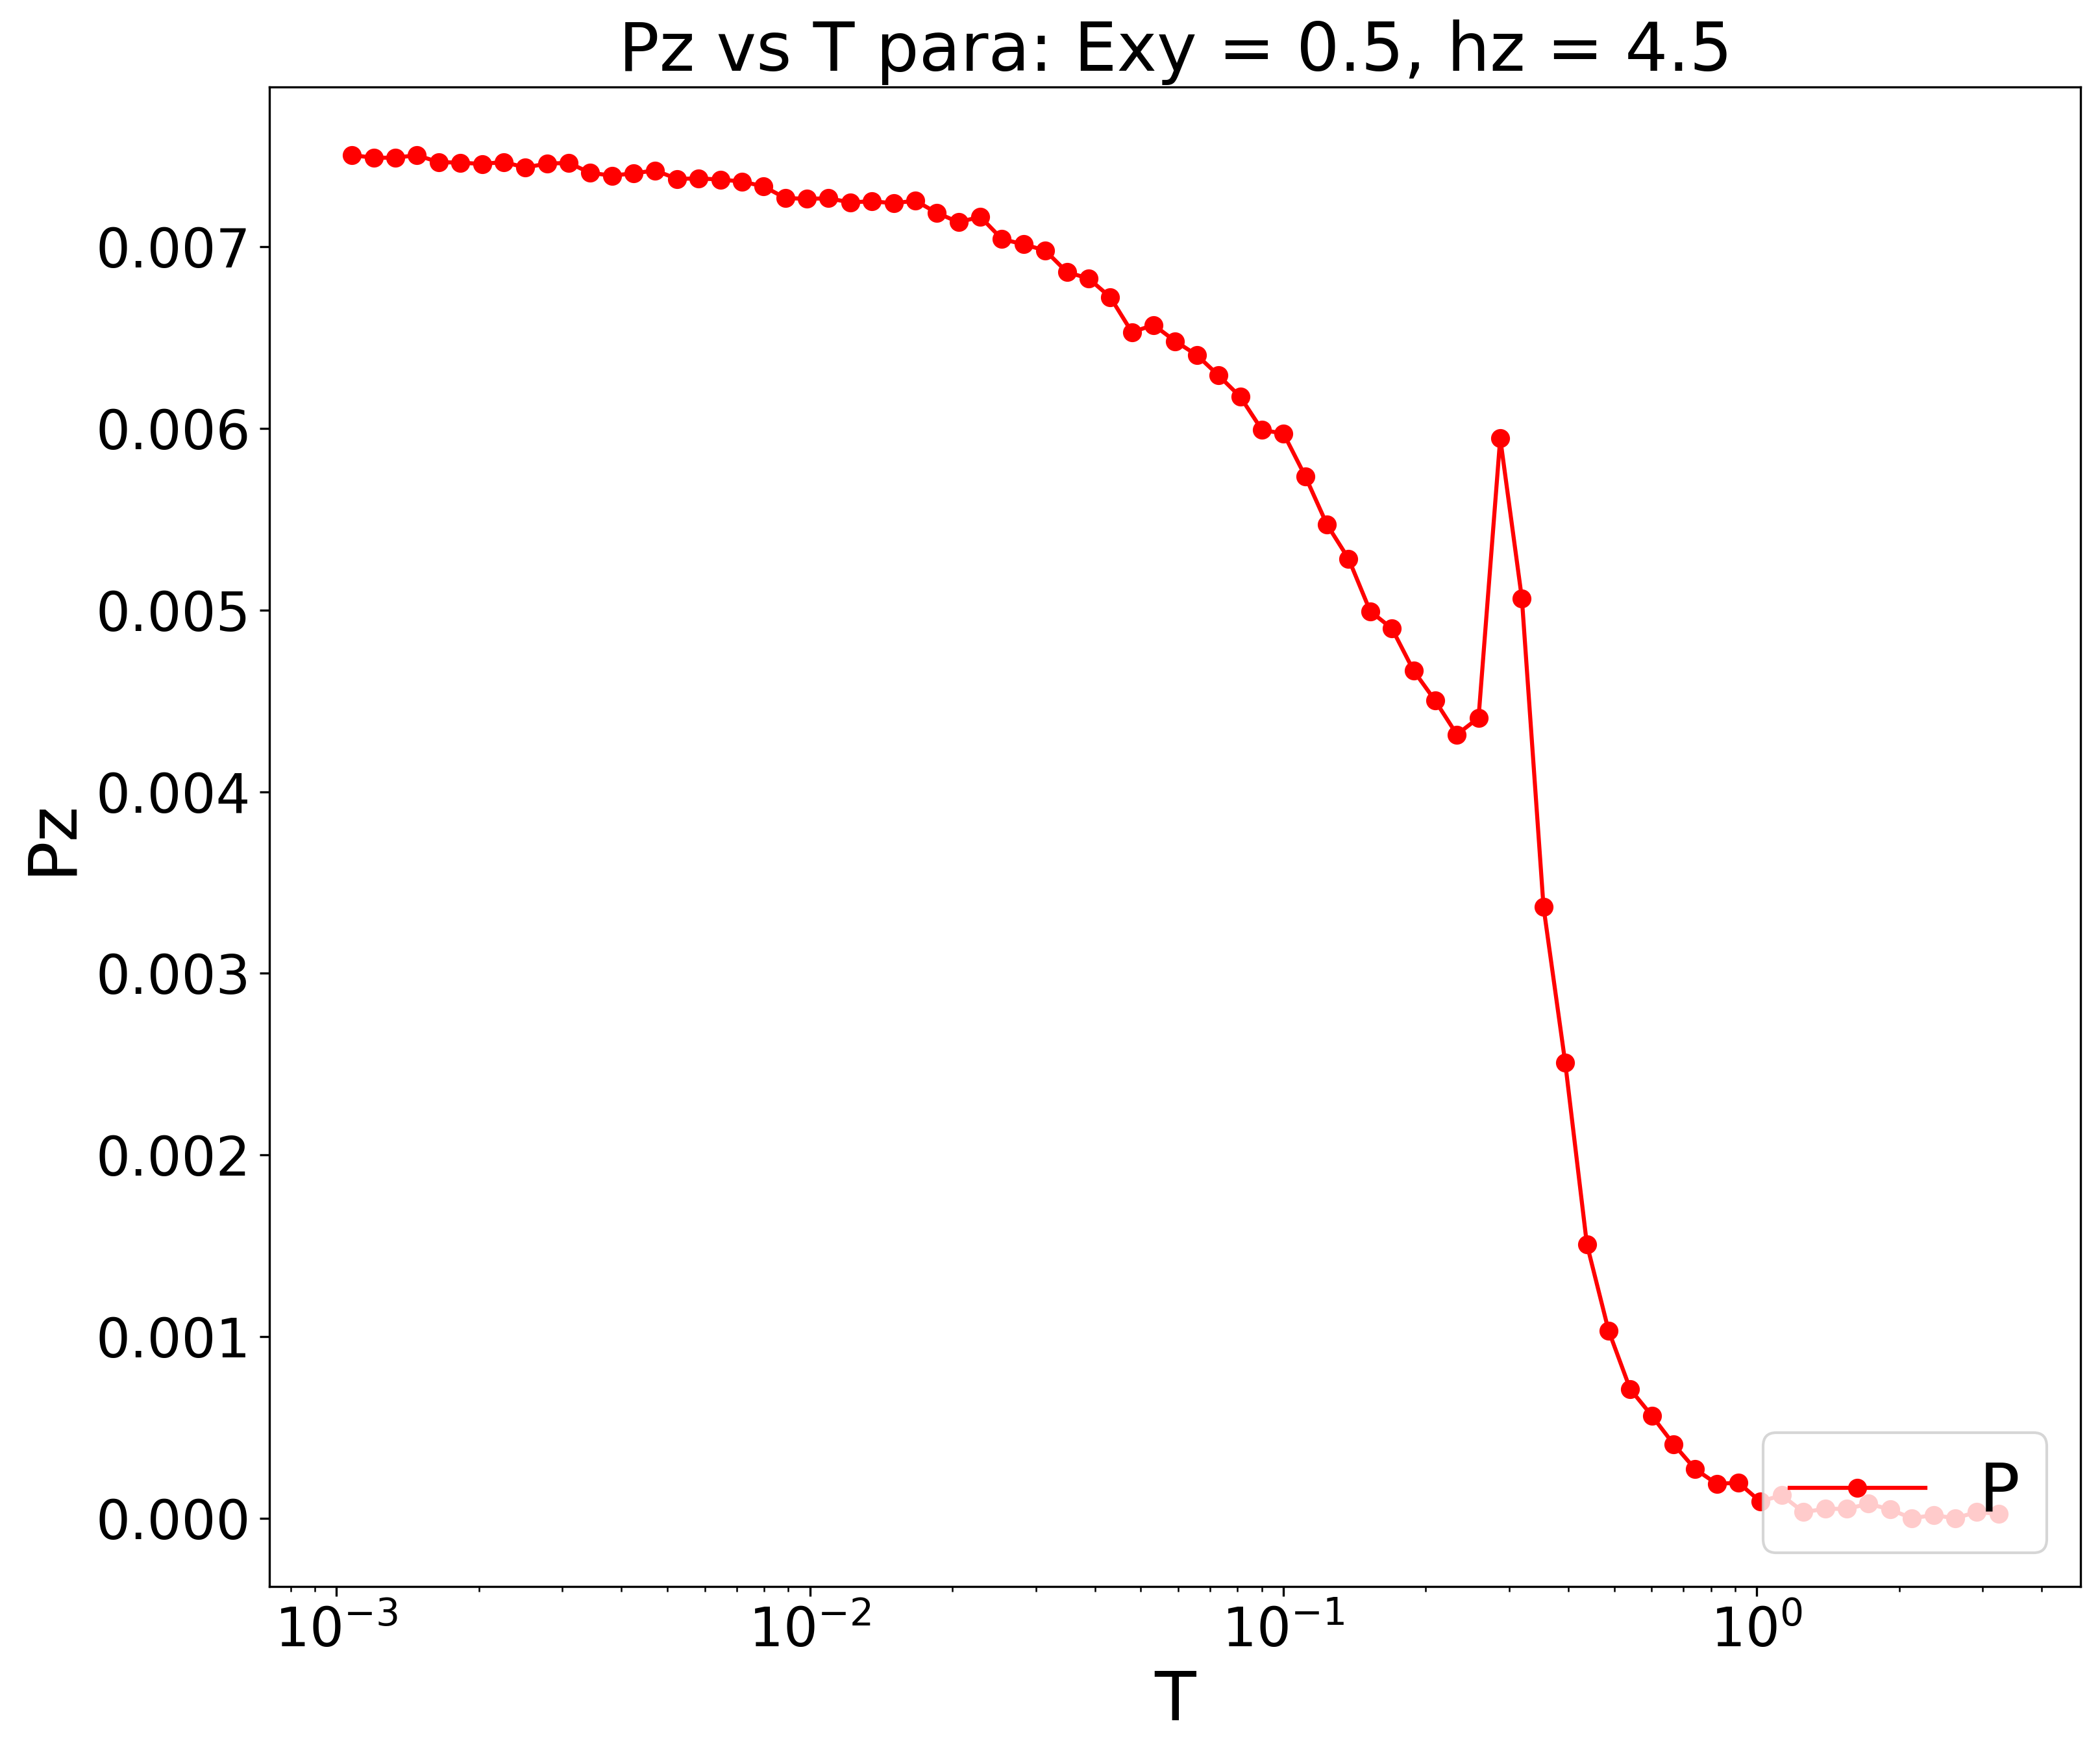 Pz vs T para: Exy = 0.5, hz = 4.5
Pz
0.007
0.006
0.005
0.004
0.003
0.002
0.001
0.000
P
10⁻³ 10⁻² 10⁻¹ 10⁰
T